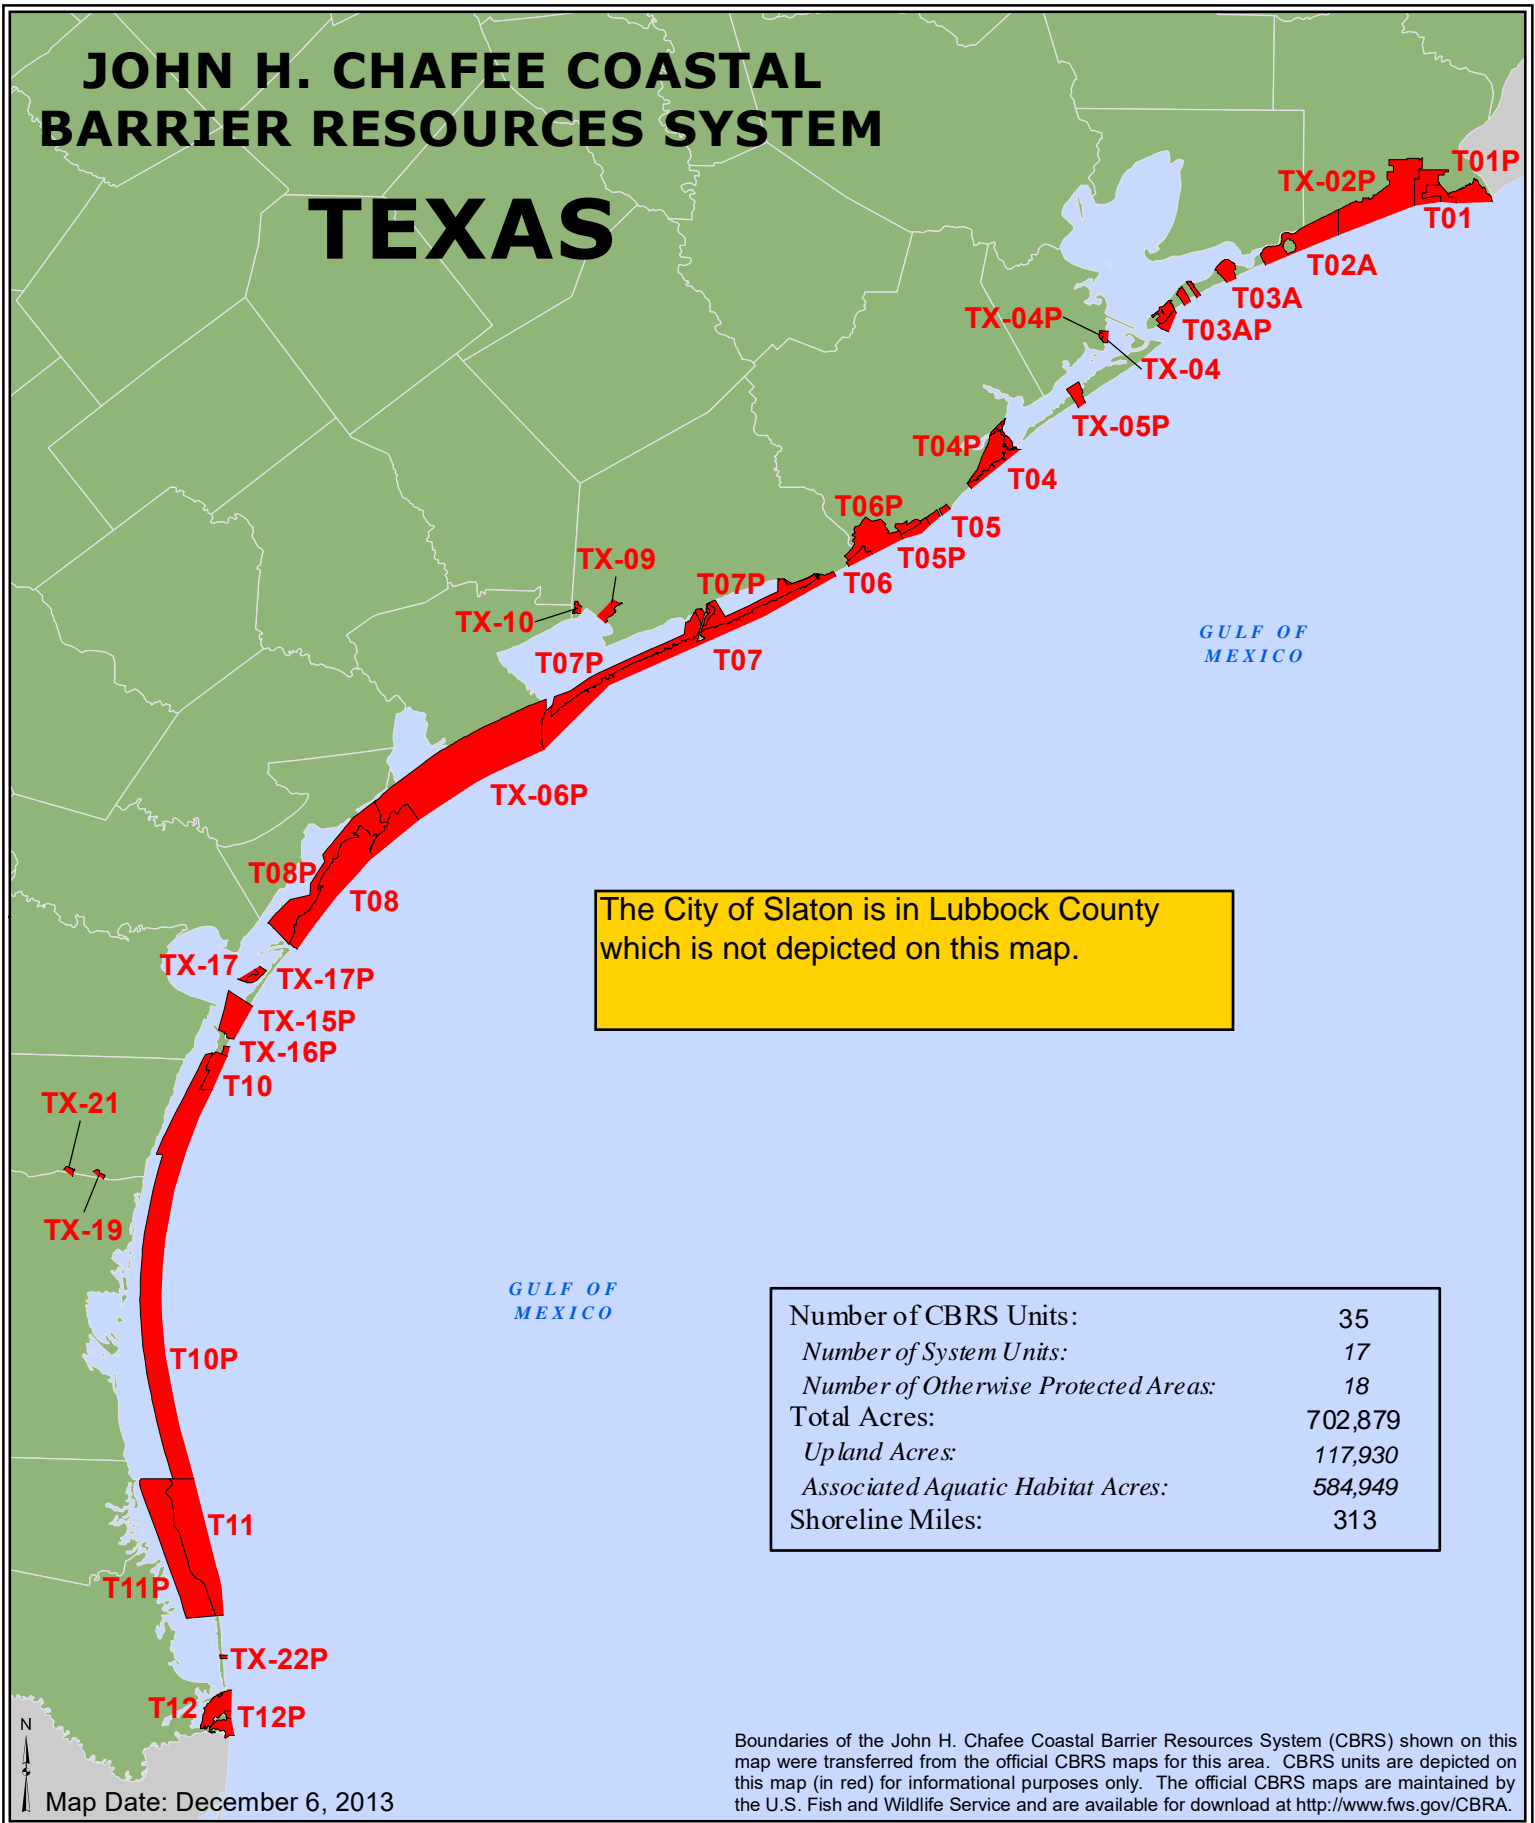 JOHN H. CHAFEE COASTAL
BARRIER RESOURCES SYSTEM
TEXAS
T01P
TX-02P
T01
T02A
T03A
T03AP
TX-04P
TX-04
TX-05P
T04P
T04
T06P
T05
T05P
T06
TX-09
T07P
TX-10
T07P
T07
GULF OF
MEXICO
TX-06P
T08P
T08
The City of Slaton is in Lubbock County
which is not depicted on this map.
TX-17
TX-17P
TX-15P
TX-16P
T10
TX-21
TX-19
GULF OF
MEXICO
T10P
Number of CBRS Units: 35
Number of System Units: 17
Number of Otherwise Protected Areas: 18
Total Acres: 702,879
Upland Acres: 117,930
Associated Aquatic Habitat Acres: 584,949
Shoreline Miles: 313
T11
T11P
TX-22P
T12
T12P
N
Map Date: December 6, 2013
Boundaries of the John H. Chafee Coastal Barrier Resources System (CBRS) shown on this
map were transferred from the official CBRS maps for this area. CBRS units are depicted on
this map (in red) for informational purposes only. The official CBRS maps are maintained by
the U.S. Fish and Wildlife Service and are available for download at http://www.fws.gov/CBRA.